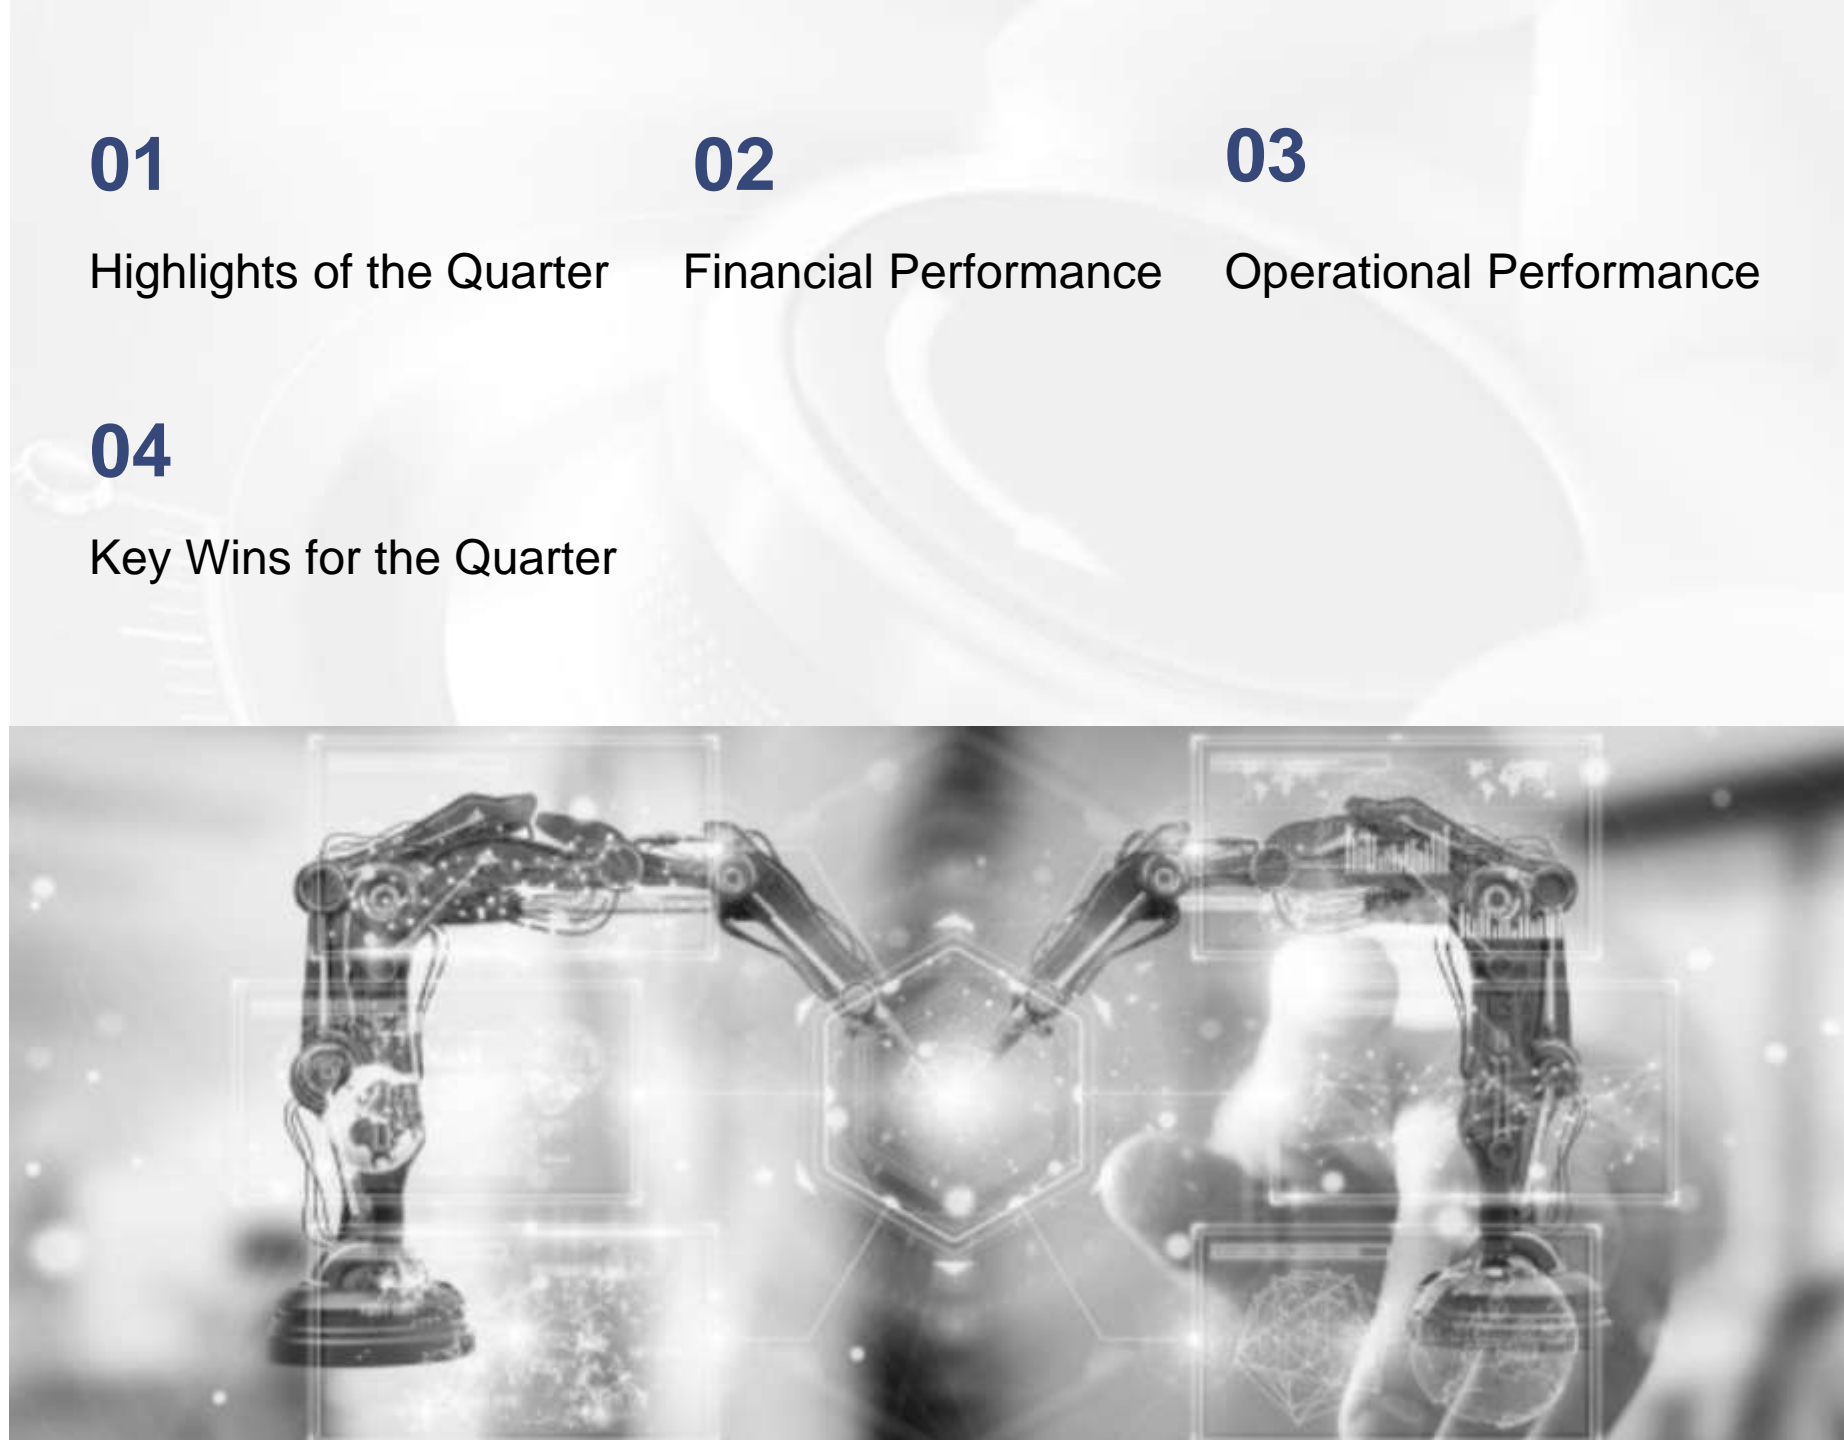 01
Highlights of the Quarter
02
Financial Performance
03
Operational Performance
04
Key Wins for the Quarter